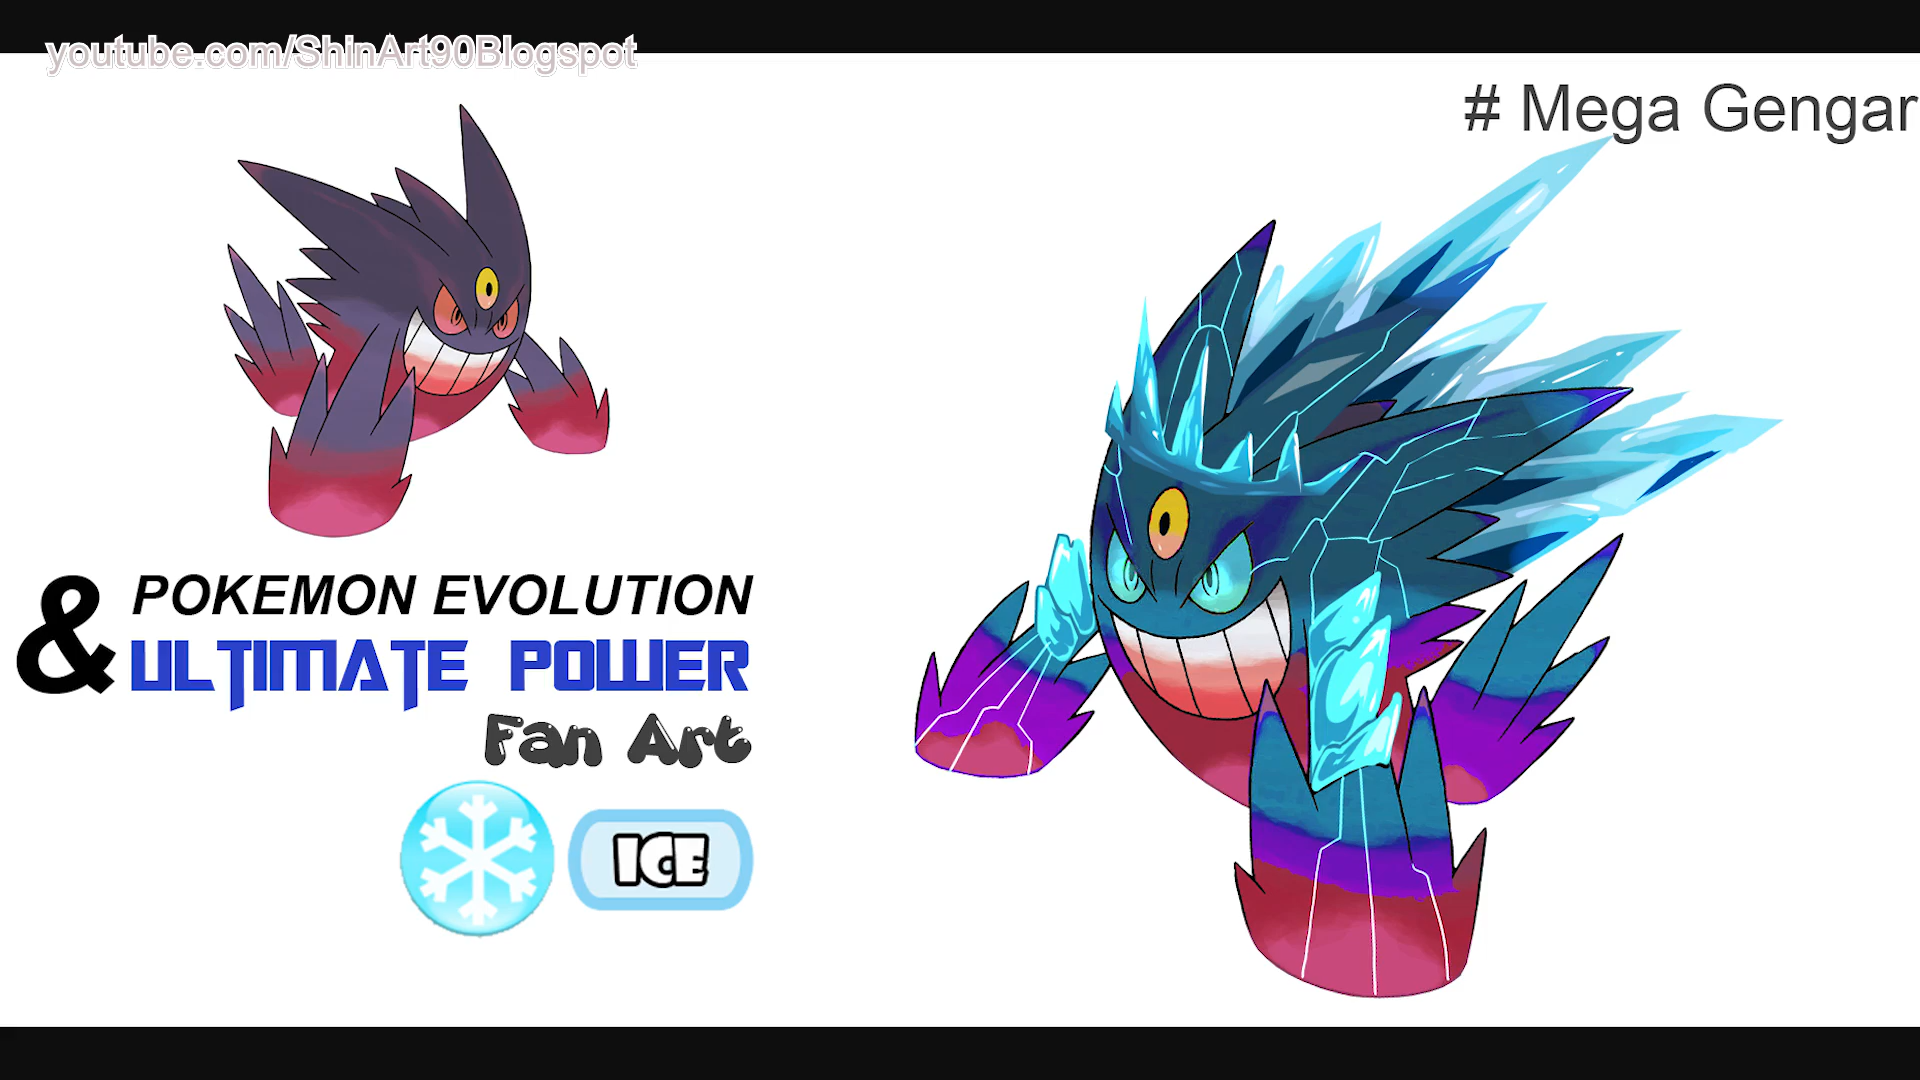 youtube.com/ShinArt90Blogspot
# Mega Gengar
& POKEMON EVOLUTION
ULTIMATE POWER
Fan Art
ICE